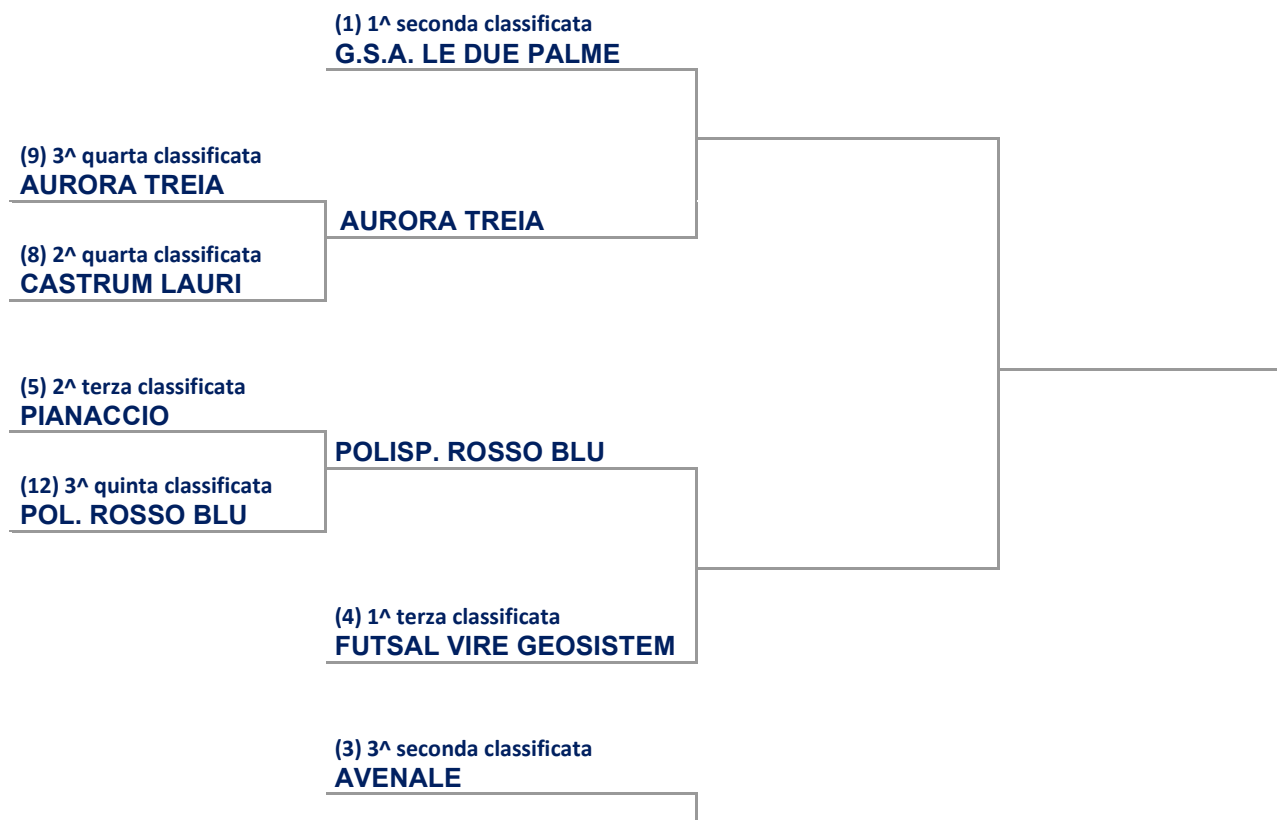 (1) 1^ seconda classificata
G.S.A. LE DUE PALME
(9) 3^ quarta classificata
AURORA TREIA
AURORA TREIA
(8) 2^ quarta classificata
CASTRUM LAURI
(5) 2^ terza classificata
PIANACCIO
POLISP. ROSSO BLU
(12) 3^ quinta classificata
POL. ROSSO BLU
(4) 1^ terza classificata
FUTSAL VIRE GEOSISTEM
(3) 3^ seconda classificata
AVENALE